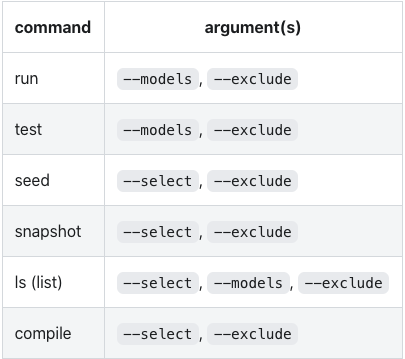 command argument(s)
run --models, --exclude
test --models, --exclude
seed --select, --exclude
snapshot --select, --exclude
ls (list) --select, --models, --exclude
compile --select, --exclude